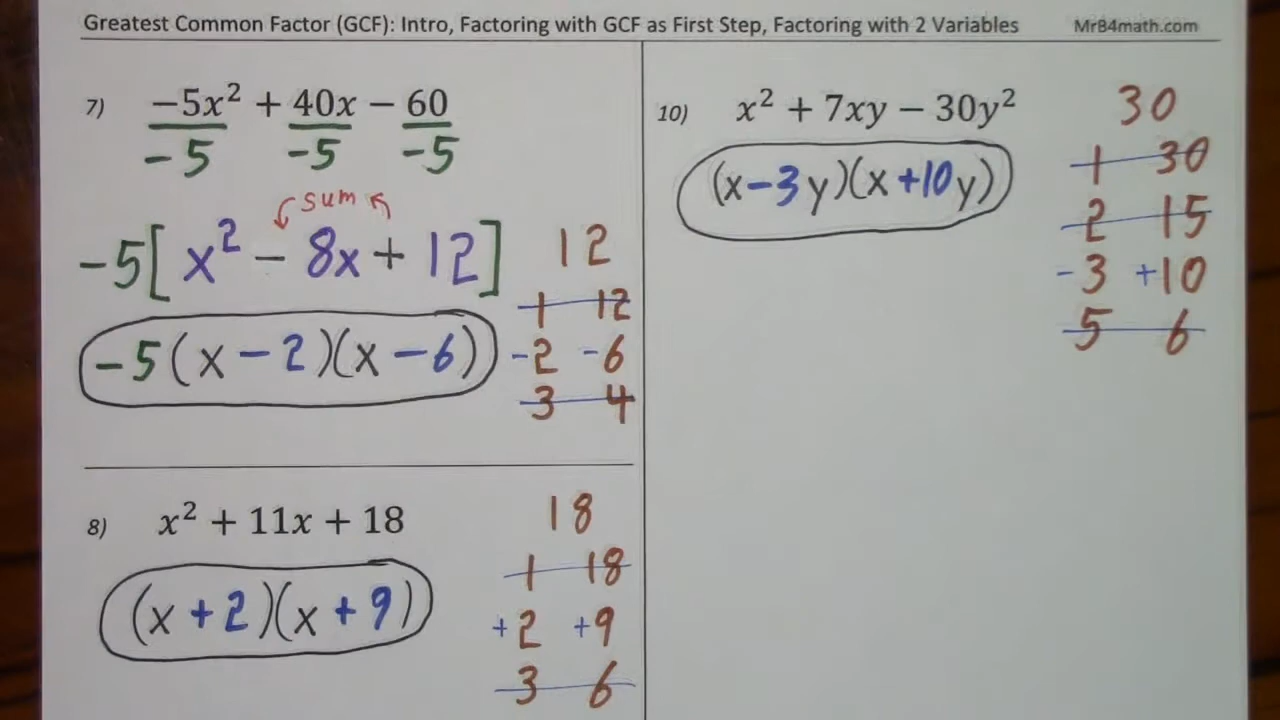 Greatest Common Factor (GCF): Intro, Factoring with GCF as First Step, Factoring with 2 Variables MrB4math.com
7) −5x² + 40x − 60
−5 −5 −5
sum
−5[x² − 8x + 12]
−5(x − 2)(x − 6)
12
1 12
−2 −6
3 4
8) x² + 11x + 18
(x + 2)(x + 9)
18
1 18
+2 +9
3 6
10) x² + 7xy − 30y²
(x − 3y)(x + 10y)
30
1 30
2 15
−3 +10
5 6